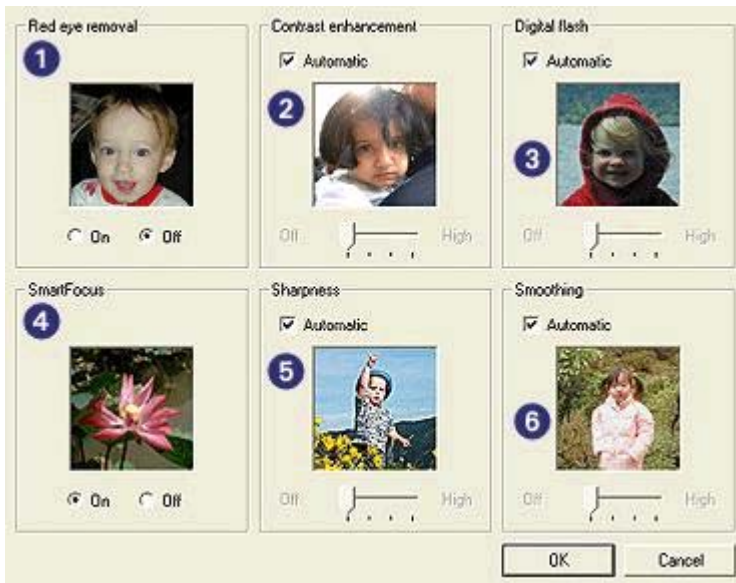 Red eye removal
1
On
Off
Contrast enhancement
Automatic
2
Off
High
Digital flash
Automatic
3
Off
High
SmartFocus
4
On
Off
Sharpness
Automatic
5
Off
High
Smoothing
Automatic
6
Off
High
OK
Cancel